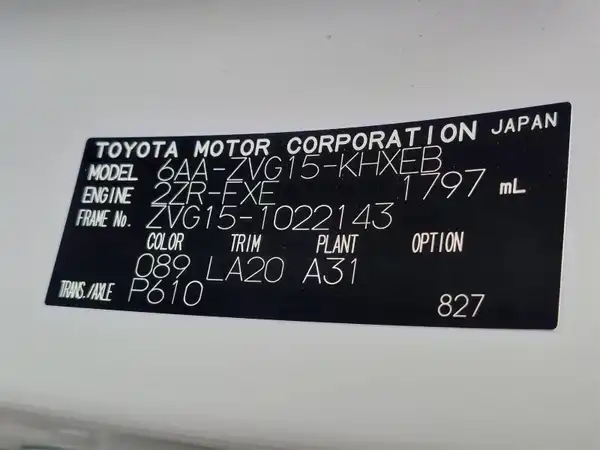 TOYOTA MOTOR CORPORATION JAPAN
MODEL 6AA-ZVG15-KHXEB
ENGINE 2ZR-FXE 1797 mL
FRAME No. ZVG15-1022143
COLOR TRIM PLANT OPTION
089 LA20 A31
TRANS./AXLE P610 827